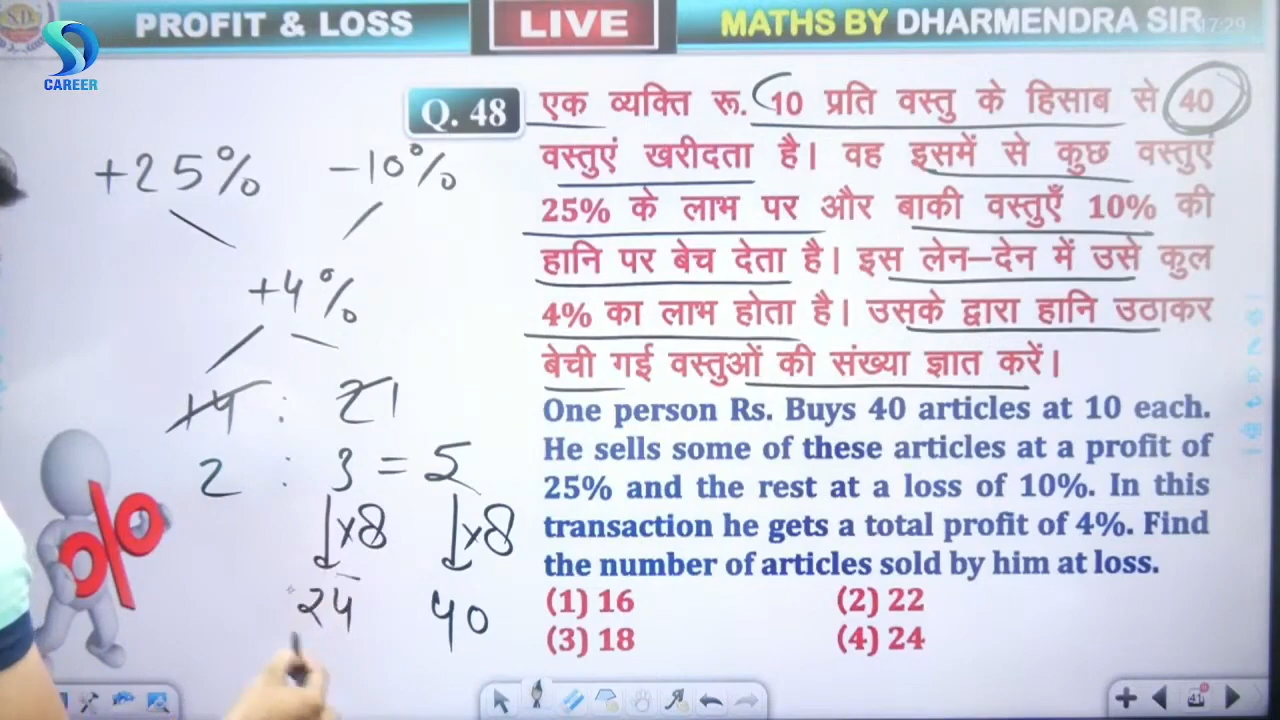 PROFIT & LOSS
LIVE
MATHS BY DHARMENDRA SIR
17:29
S.D.
CAREER
Q. 48
एक व्यक्ति रू. 10 प्रति वस्तु के हिसाब से 40
वस्तुएं खरीदता है। वह इसमें से कुछ वस्तुएं
25% के लाभ पर और बाकी वस्तुएँ 10% की
हानि पर बेच देता है। इस लेन–देन में उसे कुल
4% का लाभ होता है। उसके द्वारा हानि उठाकर
बेची गई वस्तुओं की संख्या ज्ञात करें।
One person Rs. Buys 40 articles at 10 each.
He sells some of these articles at a profit of
25% and the rest at a loss of 10%. In this
transaction he gets a total profit of 4%. Find
the number of articles sold by him at loss.
(1) 16 (2) 22
(3) 18 (4) 24
+25% -10%
+4%
14 : 21
2 : 3 = 5
×8 ×8
24 40
%
41